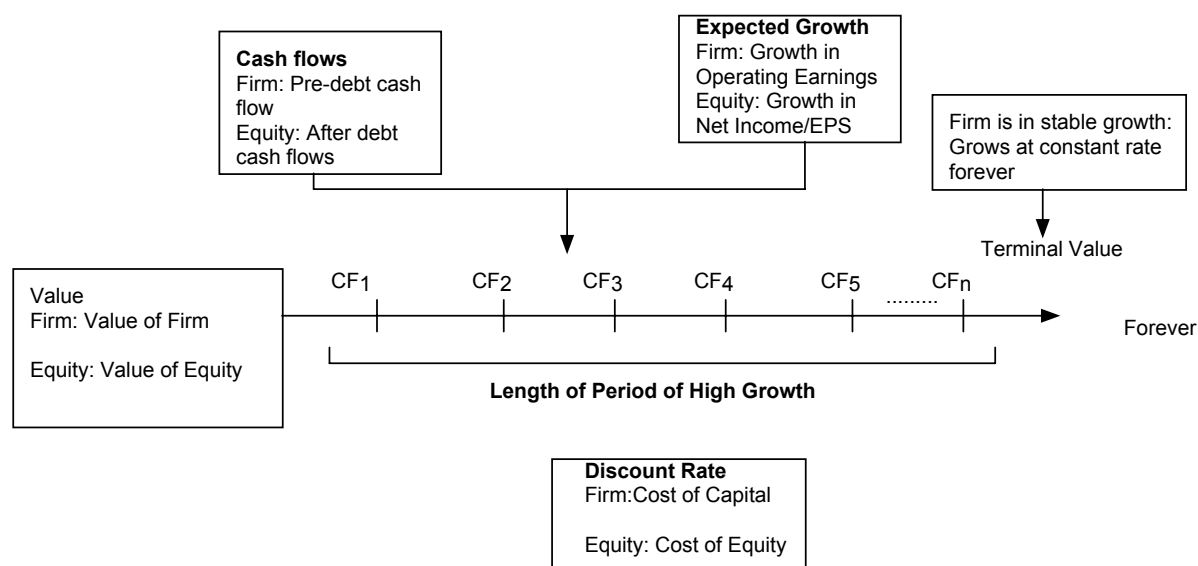 Cash flows
Firm: Pre-debt cash
flow
Equity: After debt
cash flows
Expected Growth
Firm: Growth in
Operating Earnings
Equity: Growth in
Net Income/EPS
Firm is in stable growth:
Grows at constant rate
forever
Terminal Value
CF1 CF2 CF3 CF4 CF5 ......... CFn
Value
Firm: Value of Firm
Equity: Value of Equity
Forever
Length of Period of High Growth
Discount Rate
Firm:Cost of Capital
Equity: Cost of Equity